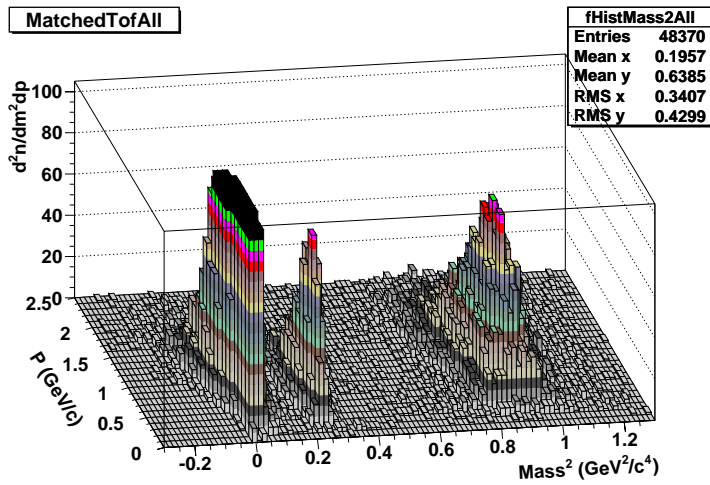 MatchedTofAll
fHistMass2All
Entries 48370
Mean x 0.1957
Mean y 0.6385
RMS x 0.3407
RMS y 0.4299
d²n/dm²dp
100
80
60
40
20
0
2.5
2
1.5
1
0.5
0
P (GeV/c)
-0.2 0 0.2 0.4 0.6 0.8 1 1.2
Mass² (GeV²/c⁴)